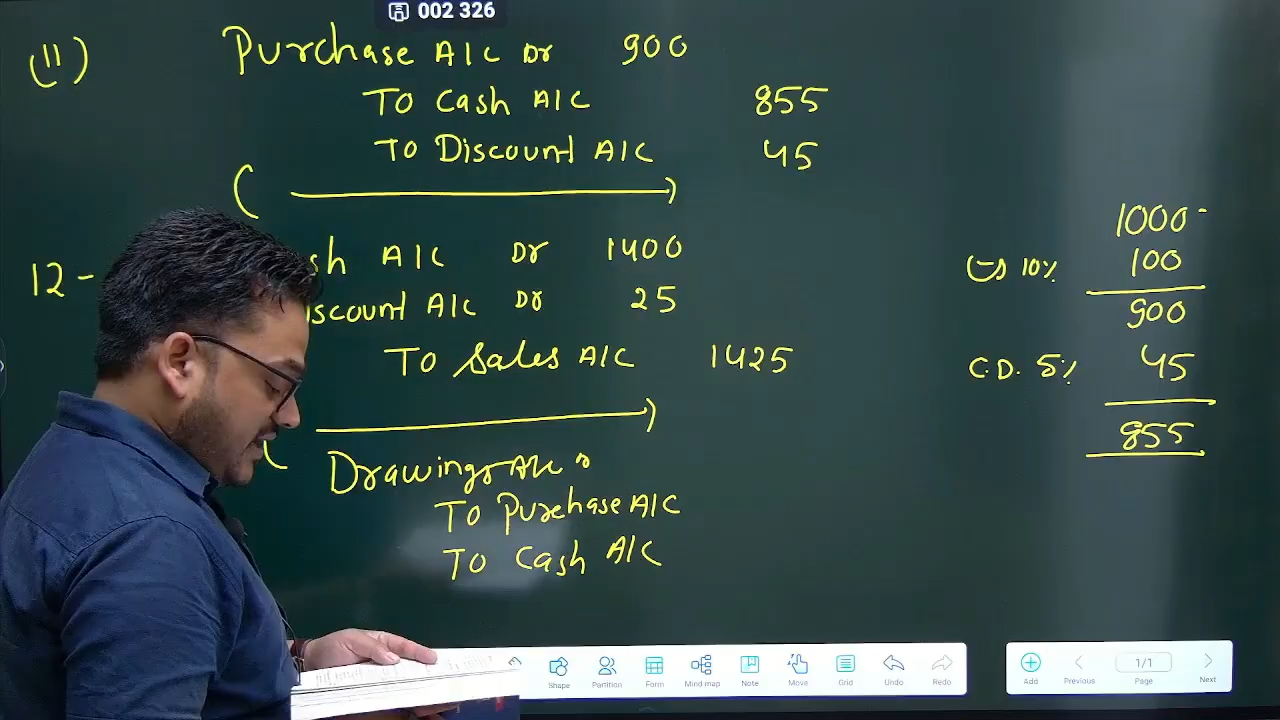 002 326
(11) Purchase A/C Dr 900
To Cash A/C 855
To Discount A/C 45
(
12- sh A/C Dr 1400
iscount A/C Dr 25
To Sales A/C 1425
(
Drawings A/C
To Purchase A/C
To Cash A/C
1000-
10% 100
900
C.D. 5% 45
855
Shape Partition Form Mind map Note Move Grid Undo Redo
Add Previous 1/1 Page Next